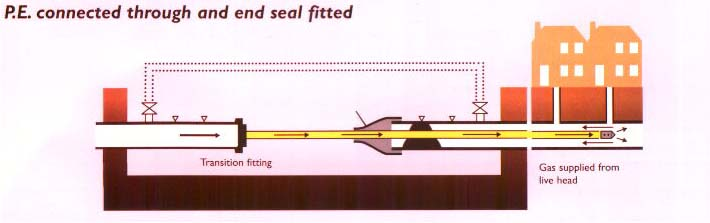 P.E. connected through and end seal fitted
Transition fitting
Gas supplied from
live head